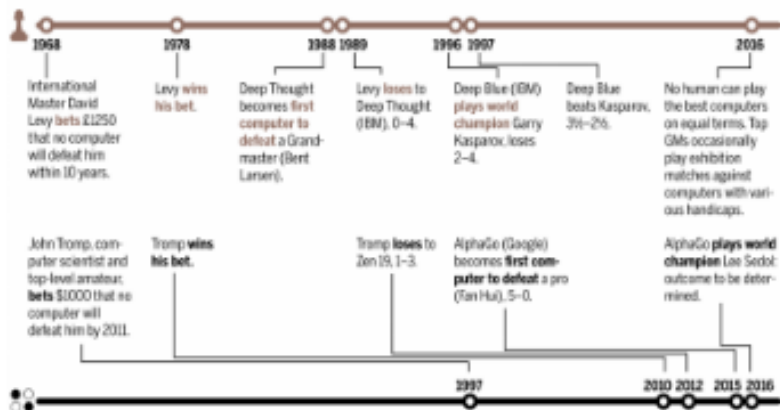 1968 1978 1988 1989 1996 1997 2016
International
Master David
Levy bets £1250
that no computer
will defeat him
within 10 years.
Levy wins
his bet.
Deep Thought
becomes first
computer to
defeat a Grand-
master (Bent
Larsen).
Levy loses to
Deep Thought
(IBM), 0–4.
Deep Blue (IBM)
plays world
champion Garry
Kasparov, loses
2–4.
Deep Blue
beats Kasparov,
3½–2½.
No human can play
the best computers
on equal terms. Top
GMs occasionally
play exhibition
matches against
computers with vari-
ous handicaps.
John Tromp, com-
puter scientist and
top-level amateur,
bets $1000 that no
computer will
defeat him by 2011.
Tromp wins
his bet.
Tromp loses to
Zen 19, 1–3.
AlphaGo (Google)
becomes first com-
puter to defeat a pro
(Fan Hui), 5–0.
AlphaGo plays world
champion Lee Sedol:
outcome to be deter-
mined.
1997 2010 2012 2015 2016